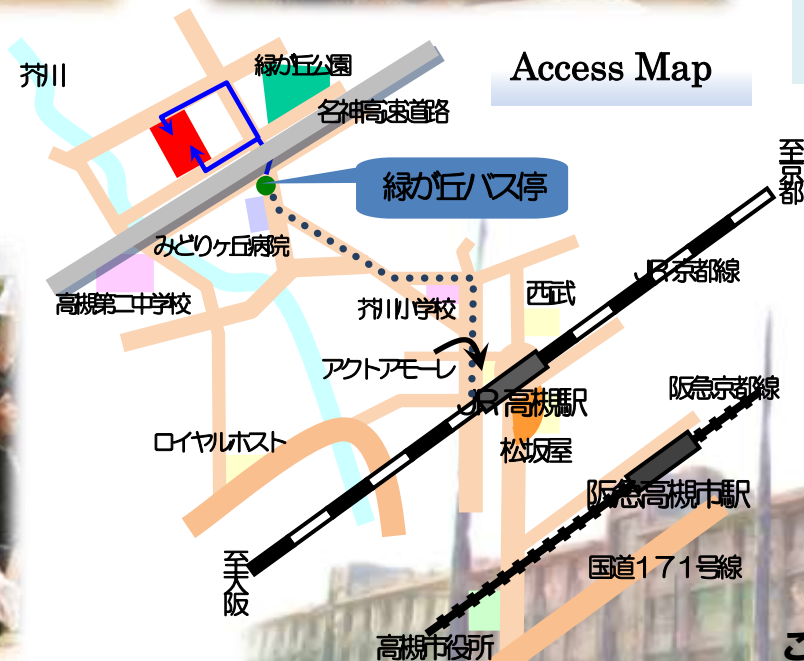 芥川
緑が丘公園
Access Map
名神高速道路
至京都
緑が丘バス停
みどりヶ丘病院
JR京都線
高槻第二中学校
芥川小学校
西武
アクトアモーレ
阪急京都線
JR高槻駅
ロイヤルホスト
松坂屋
阪急高槻市駅
至大阪
国道171号線
高槻市役所
こ